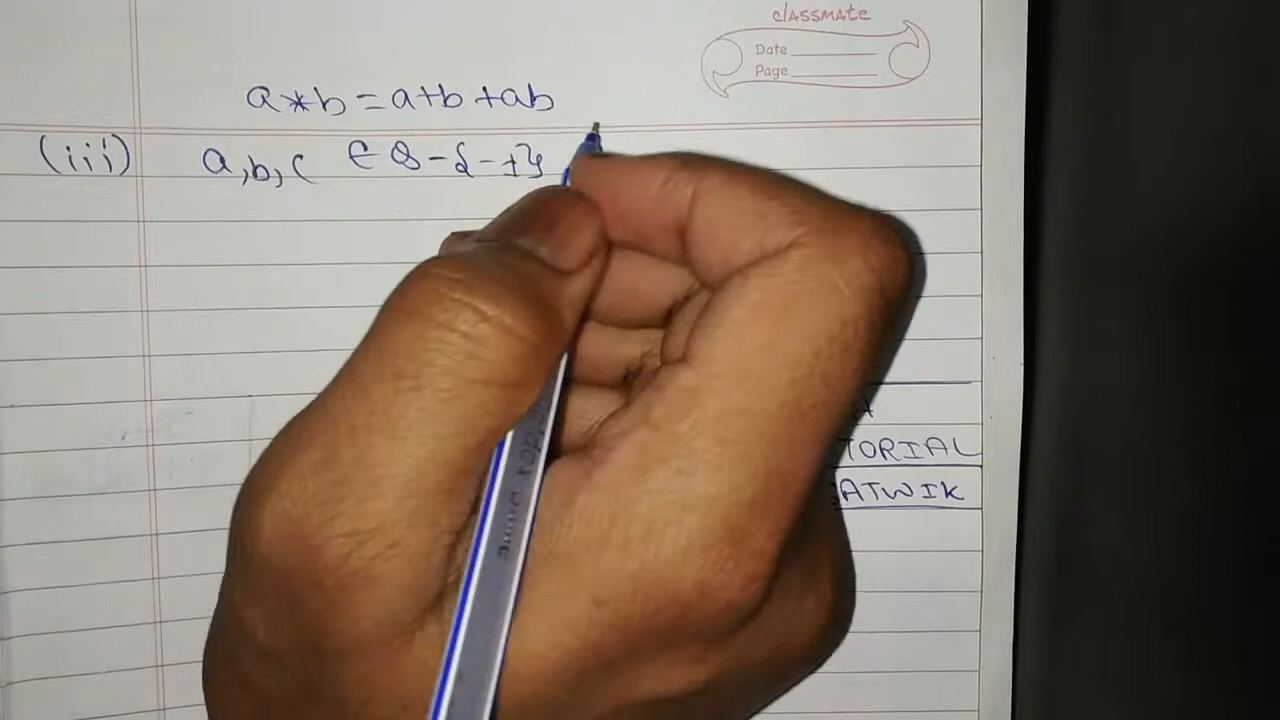 classmate
Date
Page
a*b = a+b+ab
(iii) a,b,c ∈ Q - {-1}
TORIAL
ATWIK